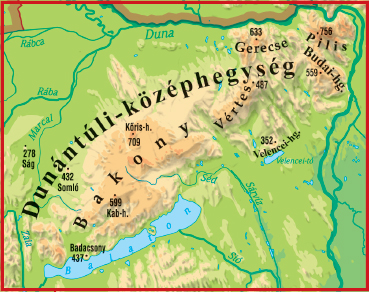 633
756
Duna
Gerecse
Pilis
Rábca
Budai-hg.
559
Dunántúli-középhegység
487
Vértes
Rába
Marcal
Kőris-h.
709
Bakony
352
Velencei-hg.
Velencei-tó
278
Ság
432
Somló
Séd
Sárvíz
599
Kab-h.
Zala
Badacsony
437
Balaton
Sió